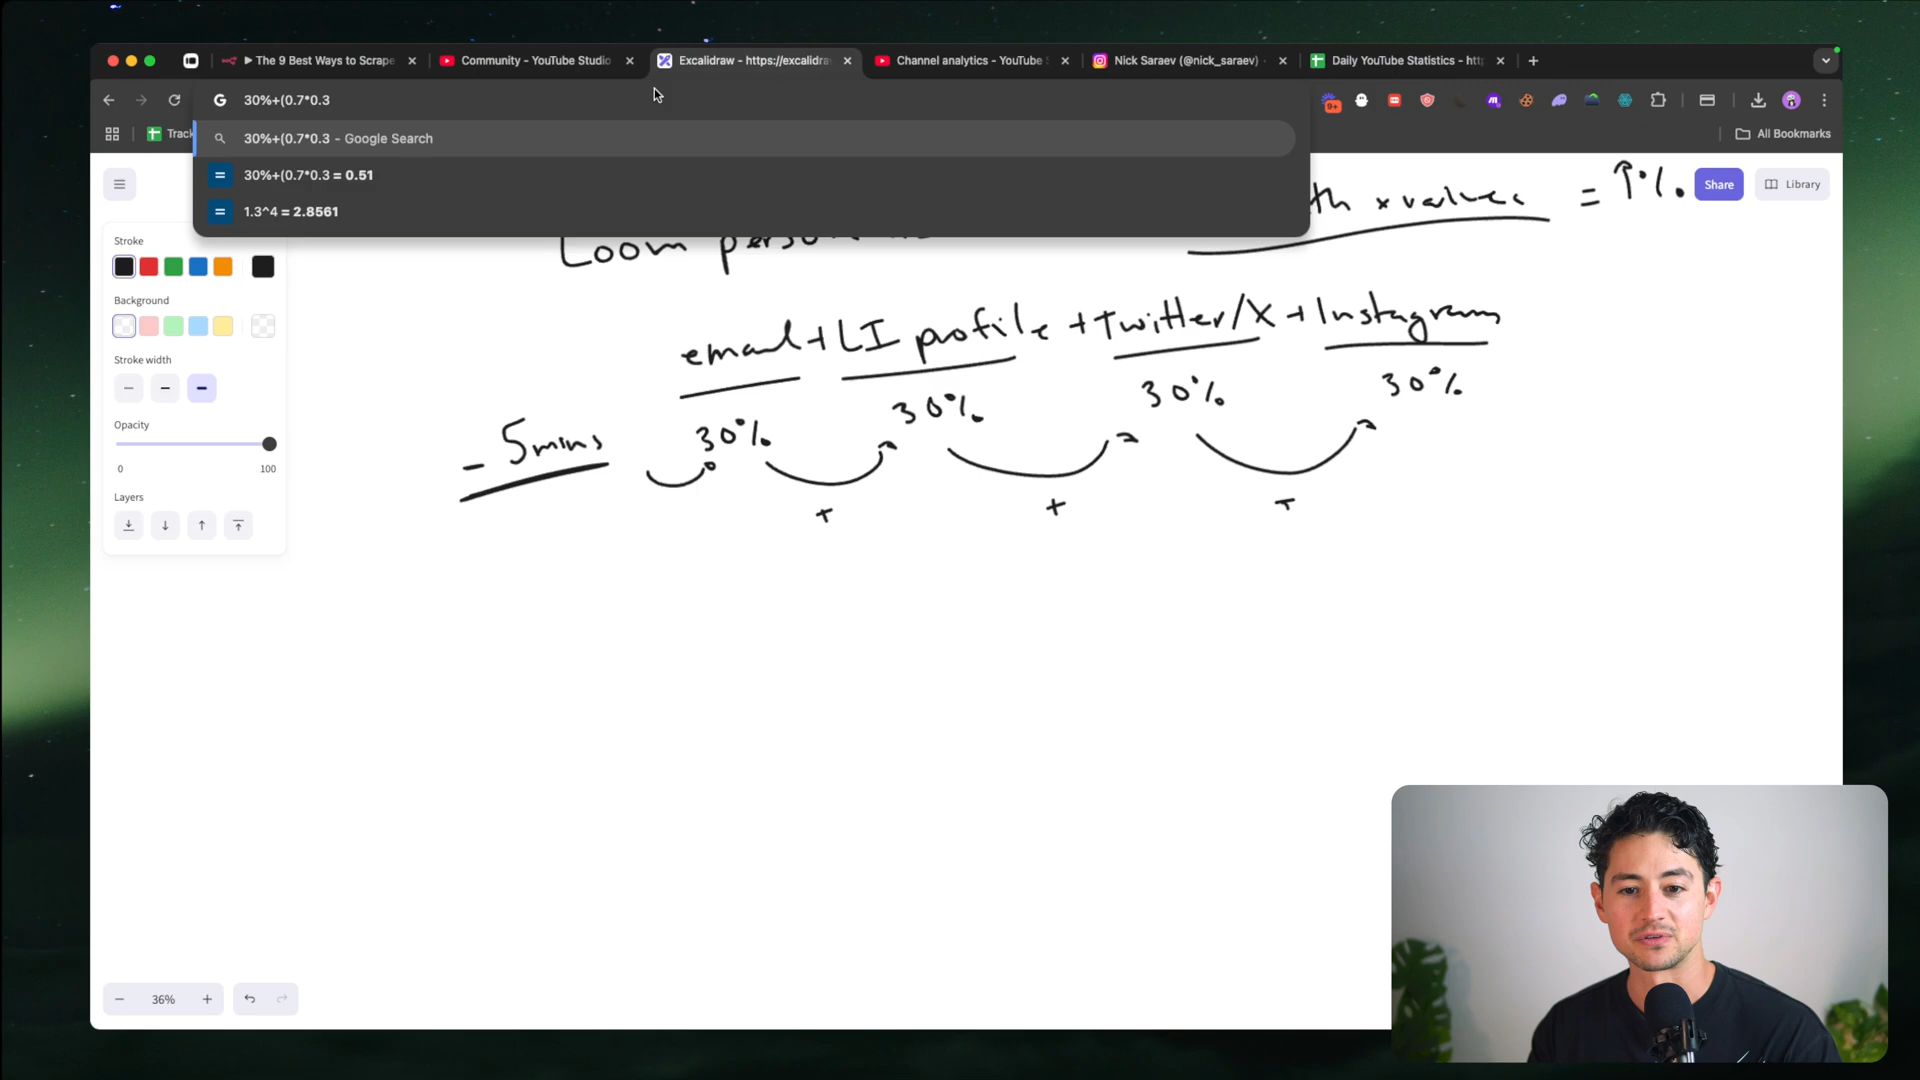 The 9 Best Ways to Scrape
Community - YouTube Studio
Excalidraw - https://excalidra
Channel analytics - YouTube
Nick Saraev (@nick_saraev)
Daily YouTube Statistics - htt
30%+(0.7*0.3
9+
30%+(0.7*0.3 - Google Search
30%+(0.7*0.3 = 0.51
1.3^4 = 2.8561
Track
All Bookmarks
th x values = ↑%.
Share
Library
Loom
Stroke
Background
Stroke width
Opacity
0 100
Layers
email + LI profile + Twitter/X + Instagram
30% 30% 30% 30%
- 5mins
+ + +
36%